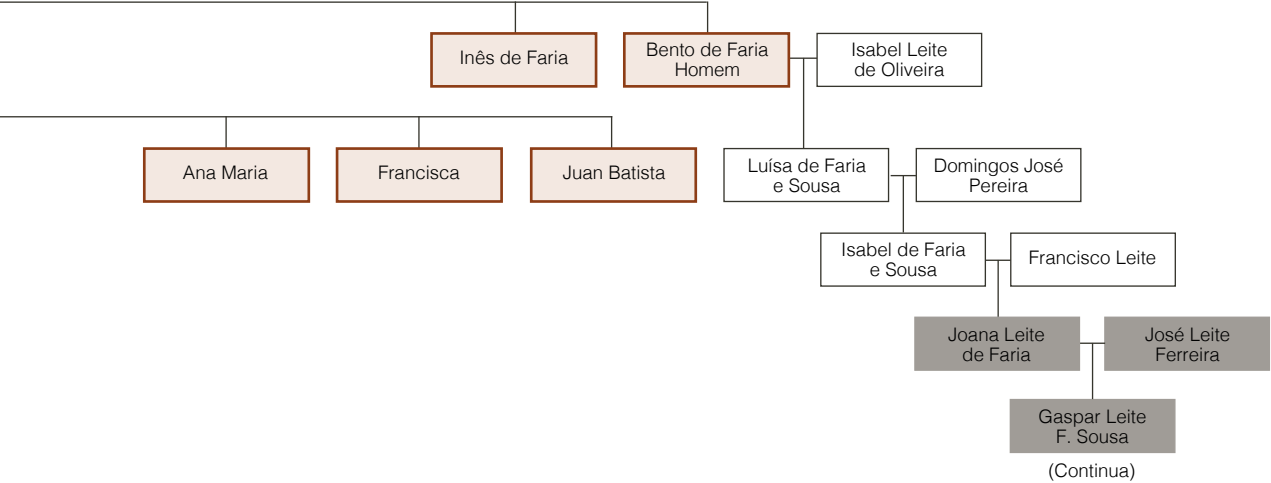 Inês de Faria
Bento de Faria
Homem
Isabel Leite
de Oliveira
Ana Maria
Francisca
Juan Batista
Luísa de Faria
e Sousa
Domingos José
Pereira
Isabel de Faria
e Sousa
Francisco Leite
Joana Leite
de Faria
José Leite
Ferreira
Gaspar Leite
F. Sousa
(Continua)